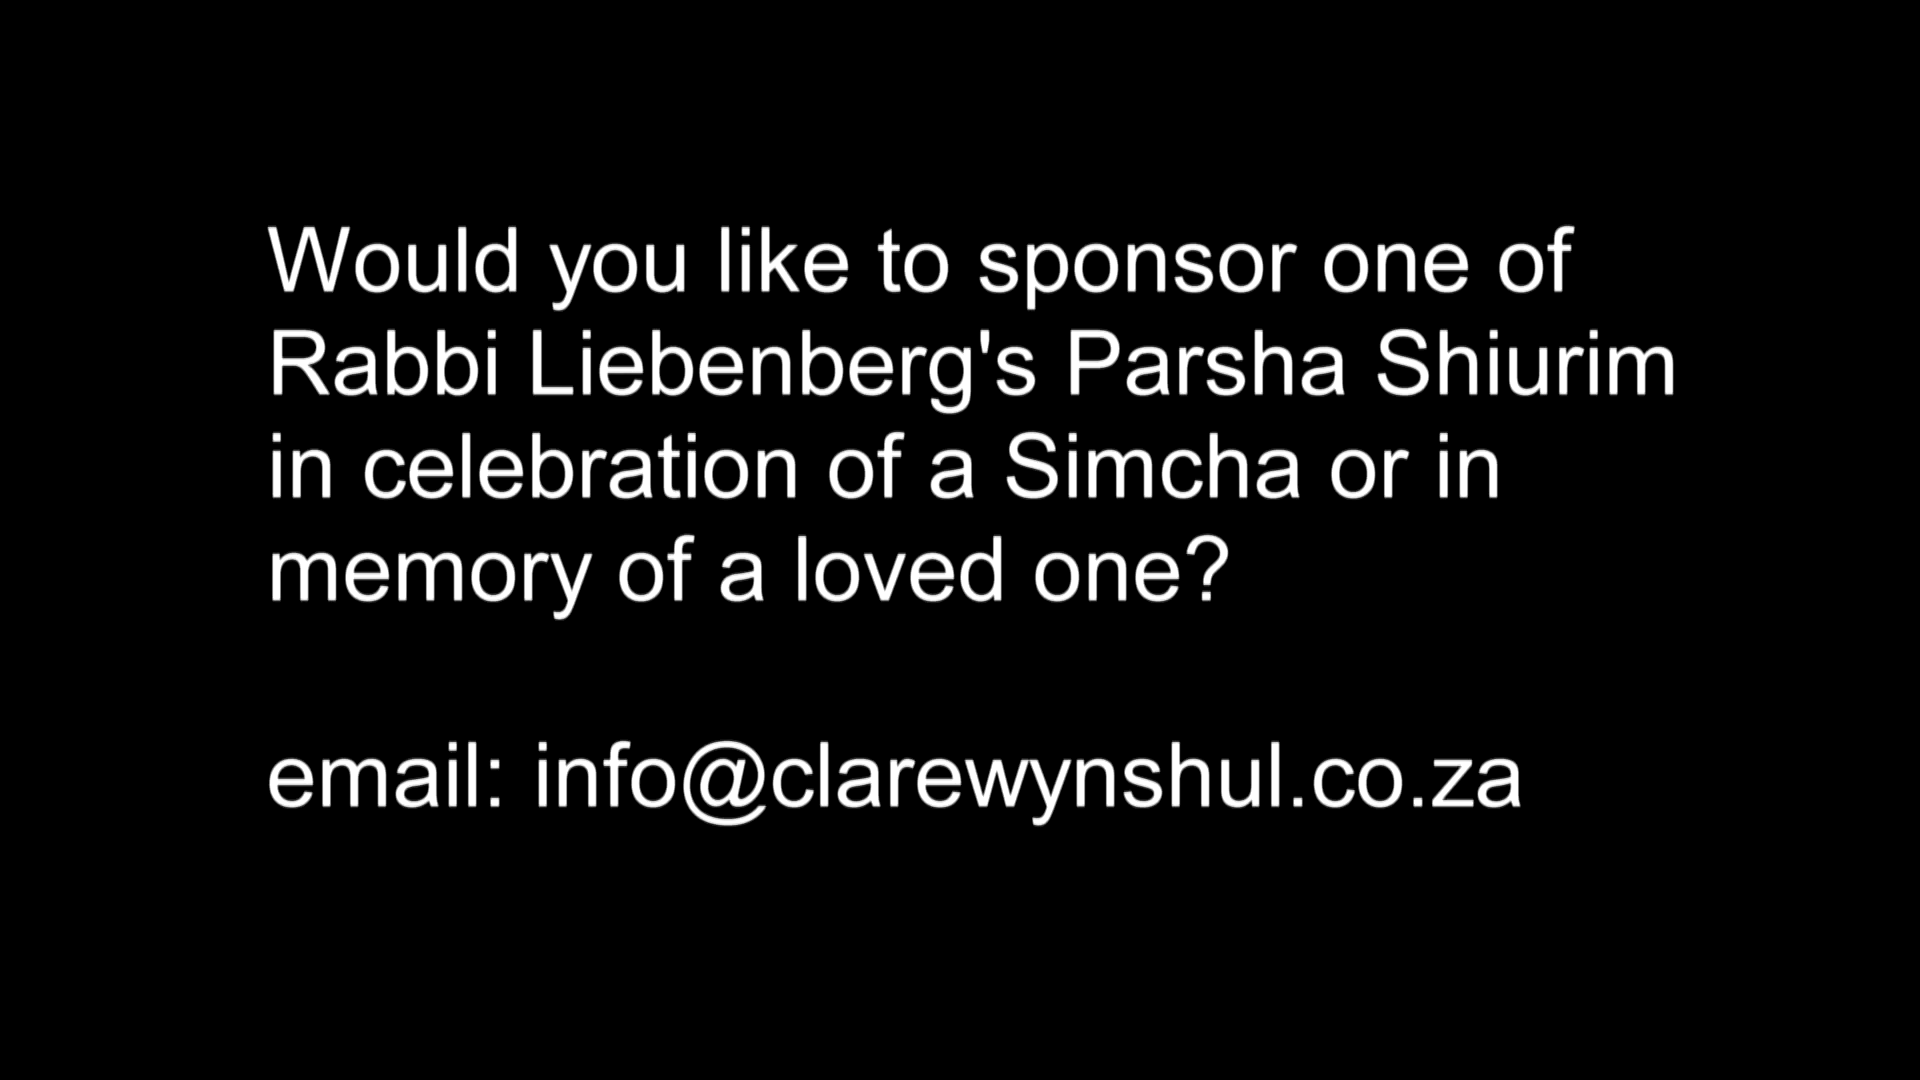 Would you like to sponsor one of
Rabbi Liebenberg's Parsha Shiurim
in celebration of a Simcha or in
memory of a loved one?
email: info@clarewynshul.co.za